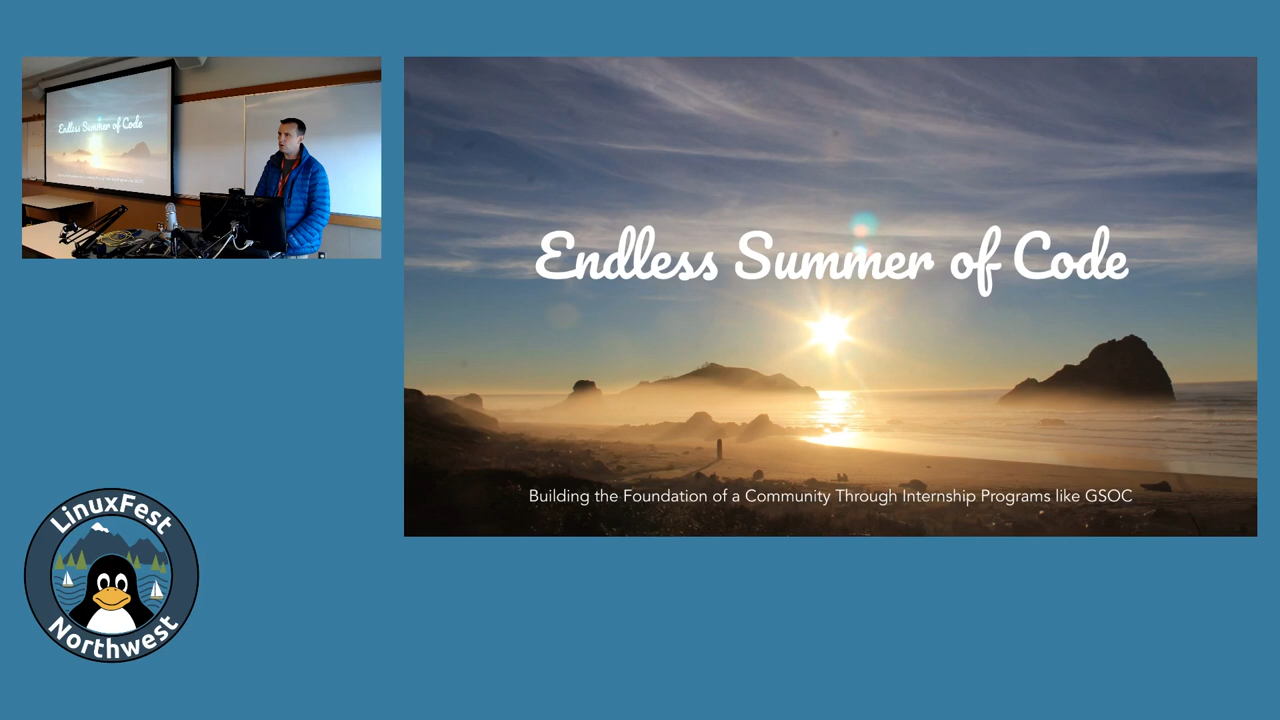 Endless Summer of Code
Endless Summer of Code
Building the Foundation of a Community Through Internship Programs like GSOC
LinuxFest
Northwest